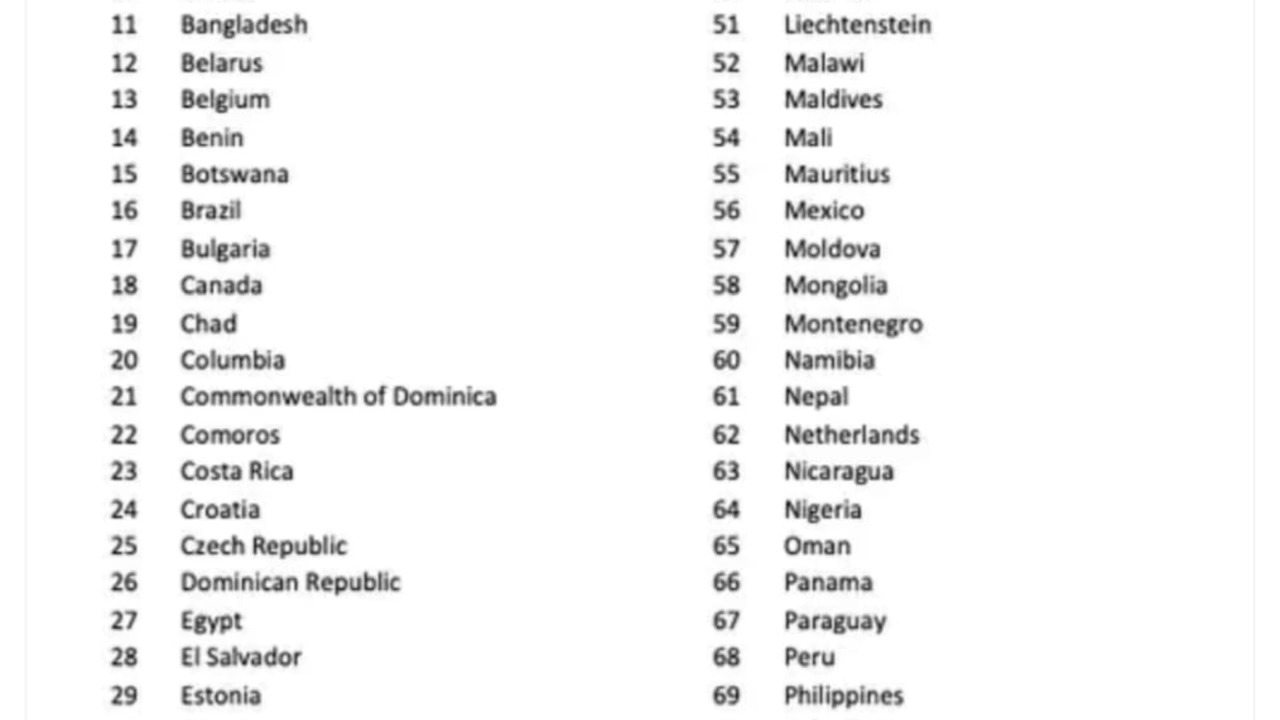 11 Bangladesh
12 Belarus
13 Belgium
14 Benin
15 Botswana
16 Brazil
17 Bulgaria
18 Canada
19 Chad
20 Columbia
21 Commonwealth of Dominica
22 Comoros
23 Costa Rica
24 Croatia
25 Czech Republic
26 Dominican Republic
27 Egypt
28 El Salvador
29 Estonia
51 Liechtenstein
52 Malawi
53 Maldives
54 Mali
55 Mauritius
56 Mexico
57 Moldova
58 Mongolia
59 Montenegro
60 Namibia
61 Nepal
62 Netherlands
63 Nicaragua
64 Nigeria
65 Oman
66 Panama
67 Paraguay
68 Peru
69 Philippines